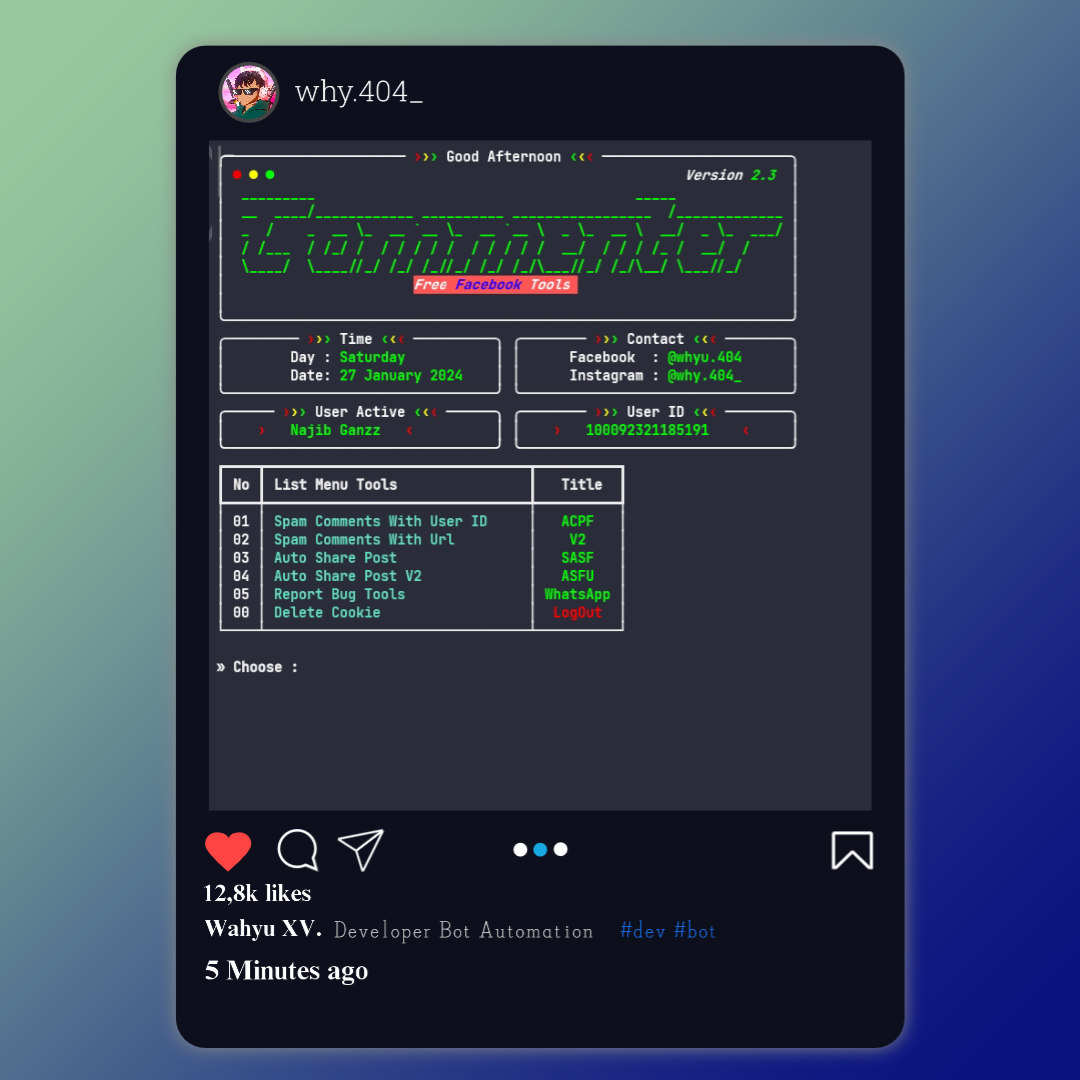 why.404_
››› Good Afternoon ‹‹‹
Version 2.3
Commenter
Free Facebook Tools
››› Time ‹‹‹
Day : Saturday
Date: 27 January 2024
››› Contact ‹‹‹
Facebook : @whyu.404
Instagram : @why.404_
››› User Active ‹‹‹
› Najib Ganzz ‹
››› User ID ‹‹‹
› 100092321185191 ‹
No List Menu Tools Title
01 Spam Comments With User ID ACPF
02 Spam Comments With Url V2
03 Auto Share Post SASF
04 Auto Share Post V2 ASFU
05 Report Bug Tools WhatsApp
00 Delete Cookie LogOut
» Choose :
12,8k likes
Wahyu XV. Developer Bot Automation #dev #bot
5 Minutes ago